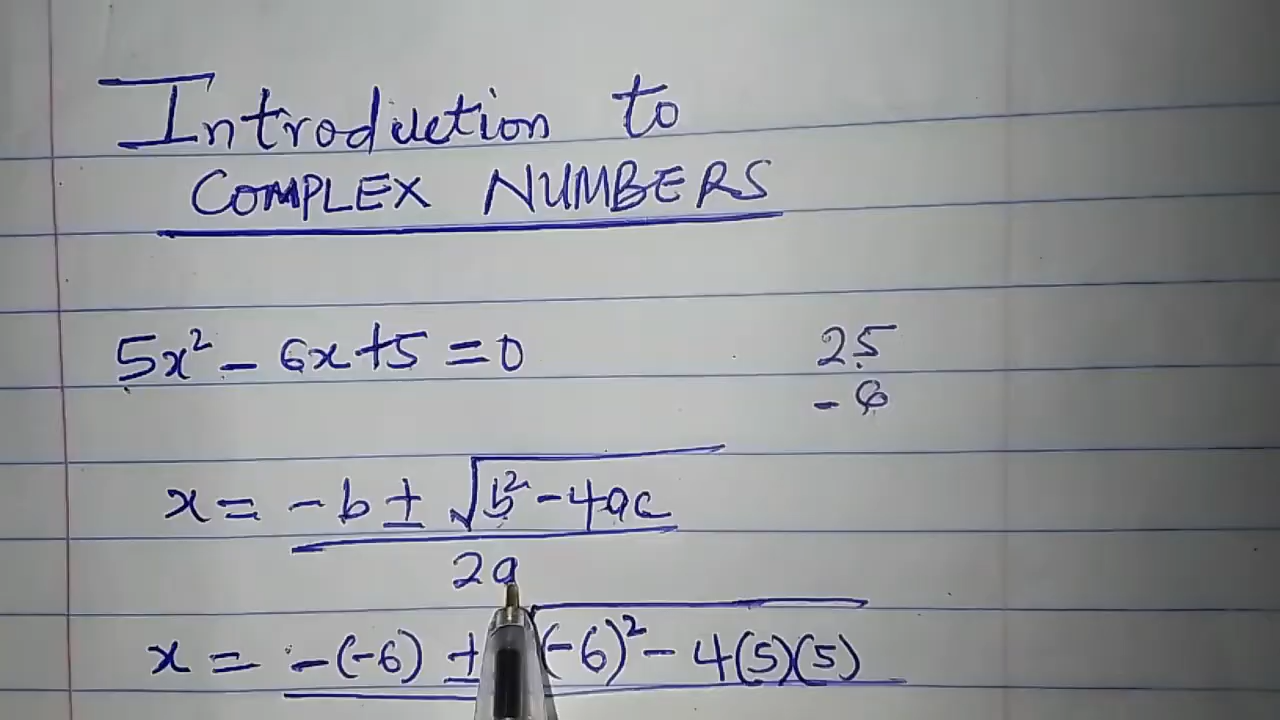 Introduction to
COMPLEX NUMBERS
5x² - 6x + 5 = 0
25
- 6
x = -b ± √b² - 4ac
2a
x = -(-6) ± √(-6)² - 4(5)(5)